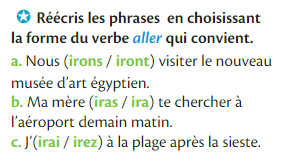 Réécris les phrases en choisissant
la forme du verbe aller qui convient.
a. Nous (irons / iront) visiter le nouveau
musée d'art égyptien.
b. Ma mère (iras / ira) te chercher à
l'aéroport demain matin.
c. J'(irai / irez) à la plage après la sieste.